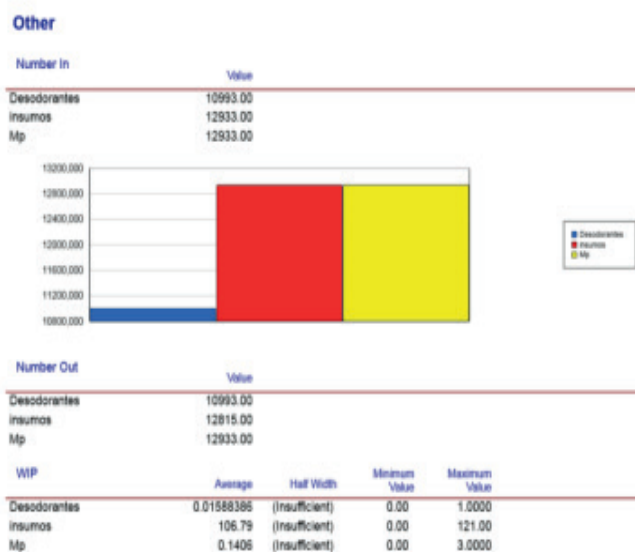 Other
Number In
Value
Desodorantes 10993.00
insumos 12933.00
Mp 12933.00
13200,000
12800,000
12400,000
12000,000
11600,000
11200,000
10800,000
Desodorantes
Insumos
Mp
Number Out
Value
Desodorantes 10993.00
insumos 12815.00
Mp 12933.00
WIP Average Half Width Minimum Value Maximum Value
Desodorantes 0.01588386 (Insufficient) 0.00 1.0000
insumos 106.79 (Insufficient) 0.00 121.00
Mp 0.1406 (Insufficient) 0.00 3.0000